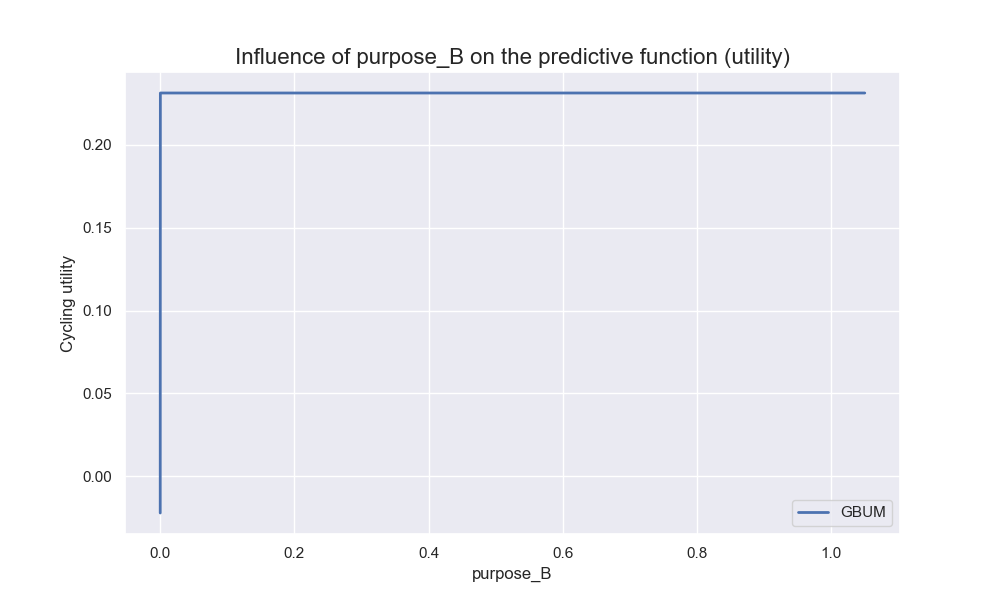 Influence of purpose_B on the predictive function (utility)
Cycling utility
0.20
0.15
0.10
0.05
0.00
GBUM
0.0 0.2 0.4 0.6 0.8 1.0
purpose_B